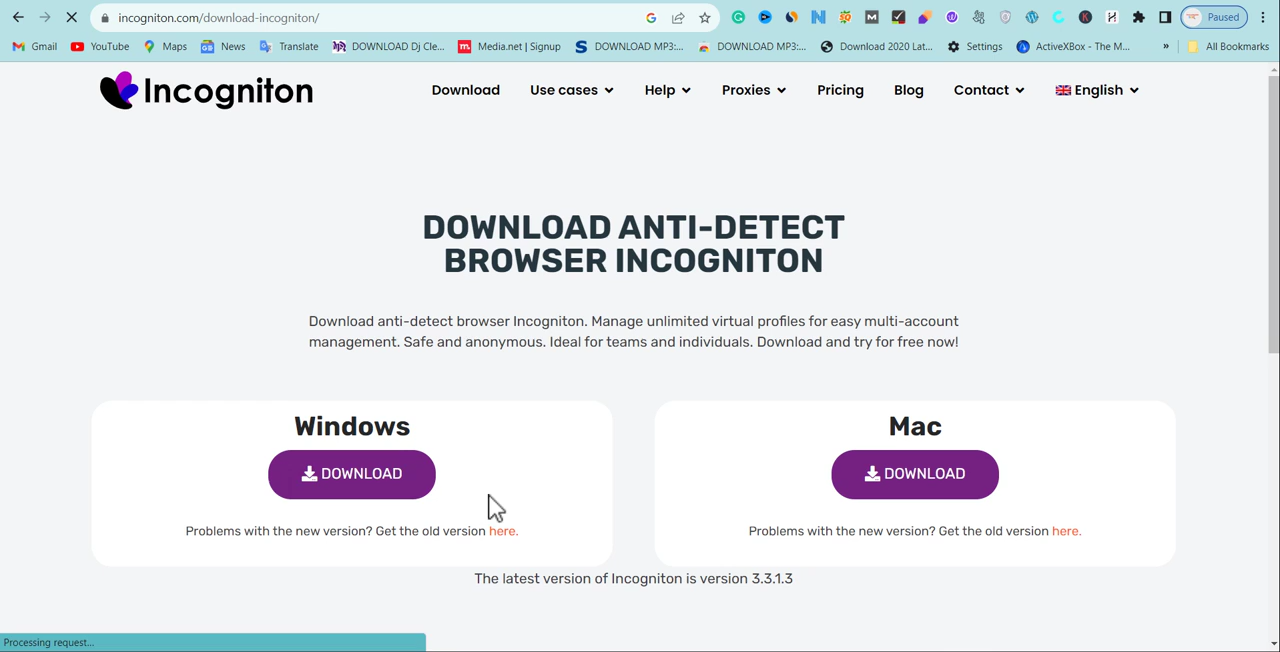 incogniton.com/download-incogniton/
Paused
Gmail YouTube Maps News Translate DOWNLOAD Dj Cle... Media.net | Signup DOWNLOAD MP3:... DOWNLOAD MP3:... Download 2020 Lat... Settings ActiveXBox - The M... » All Bookmarks
Incogniton Download Use cases Help Proxies Pricing Blog Contact English
DOWNLOAD ANTI-DETECT
BROWSER INCOGNITON
Download anti-detect browser Incogniton. Manage unlimited virtual profiles for easy multi-account
management. Safe and anonymous. Ideal for teams and individuals. Download and try for free now!
Windows
DOWNLOAD
Problems with the new version? Get the old version here.
Mac
DOWNLOAD
Problems with the new version? Get the old version here.
The latest version of Incogniton is version 3.3.1.3
Processing request...